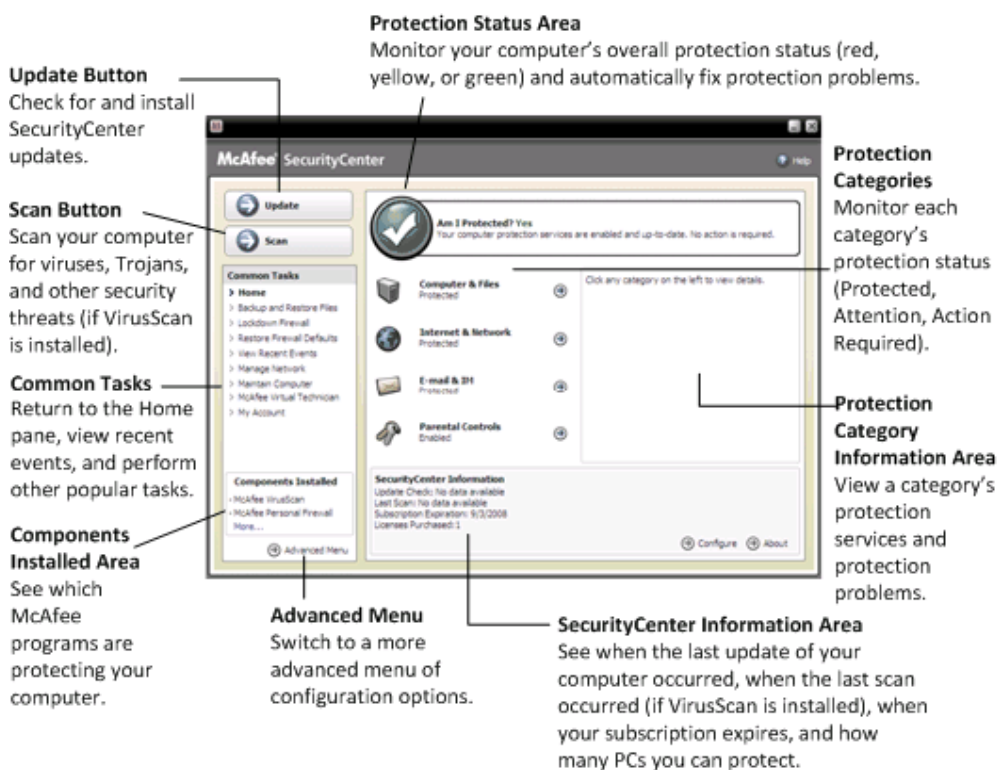 Protection Status Area
Monitor your computer's overall protection status (red,
yellow, or green) and automatically fix protection problems.
Update Button
Check for and install
SecurityCenter
updates.
Scan Button
Scan your computer
for viruses, Trojans,
and other security
threats (if VirusScan
is installed).
Common Tasks
Return to the Home
pane, view recent
events, and perform
other popular tasks.
Components
Installed Area
See which
McAfee
programs are
protecting your
computer.
McAfee SecurityCenter
Help
Update
Scan
Common Tasks
> Home
> Backup and Restore Files
> Lockdown Firewall
> Restore Firewall Defaults
> View Recent Events
> Manage Network
> Maintain Computer
> McAfee Virtual Technician
> My Account
Components Installed
McAfee VirusScan
McAfee Personal Firewall
More...
Advanced Menu
Am I Protected? Yes
Your computer protection services are enabled and up-to-date. No action is required.
Computer & Files
Protected
Internet & Network
Protected
E-mail & IM
Protected
Parental Controls
Enabled
Click any category on the left to view details.
SecurityCenter Information
Update Check: No data available
Last Scan: No data available
Subscription Expiration: 9/3/2008
Licenses Purchased: 1
Configure
About
Protection
Categories
Monitor each
category's
protection status
(Protected,
Attention, Action
Required).
Protection
Category
Information Area
View a category's
protection
services and
protection
problems.
Advanced Menu
Switch to a more
advanced menu of
configuration options.
SecurityCenter Information Area
See when the last update of your
computer occurred, when the last scan
occurred (if VirusScan is installed), when
your subscription expires, and how
many PCs you can protect.